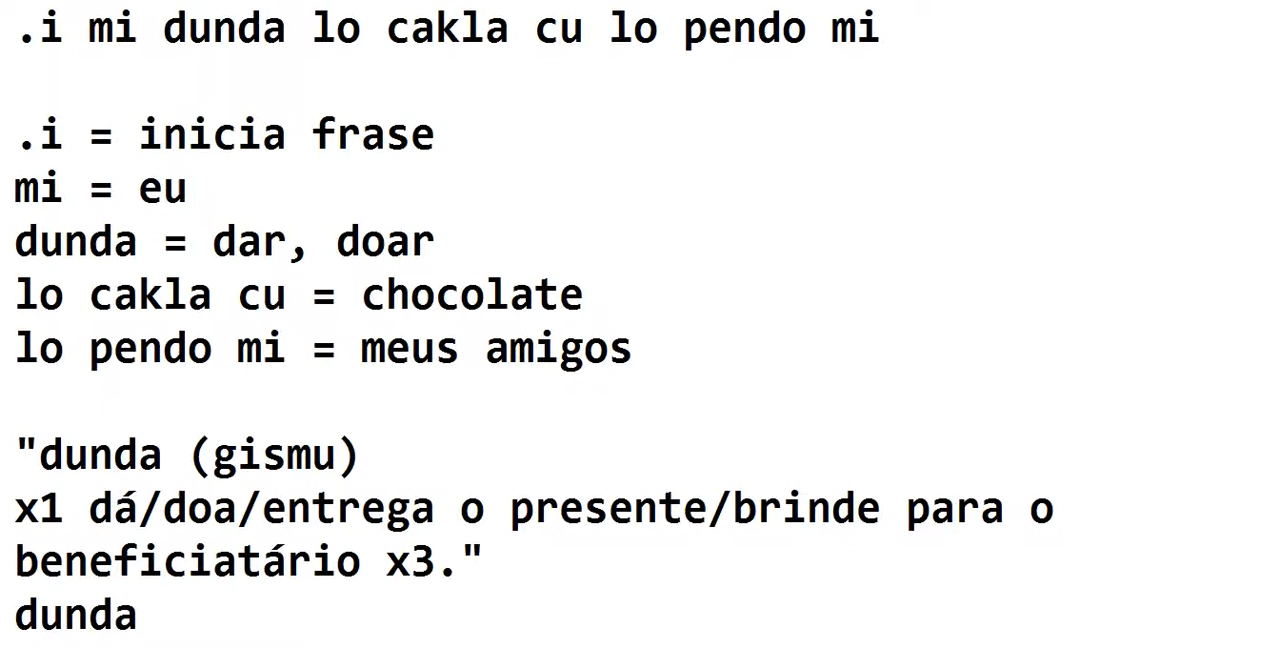 .i mi dunda lo cakla cu lo pendo mi
.i = inicia frase
mi = eu
dunda = dar, doar
lo cakla cu = chocolate
lo pendo mi = meus amigos
"dunda (gismu)
x1 dá/doa/entrega o presente/brinde para o
beneficiatário x3."
dunda